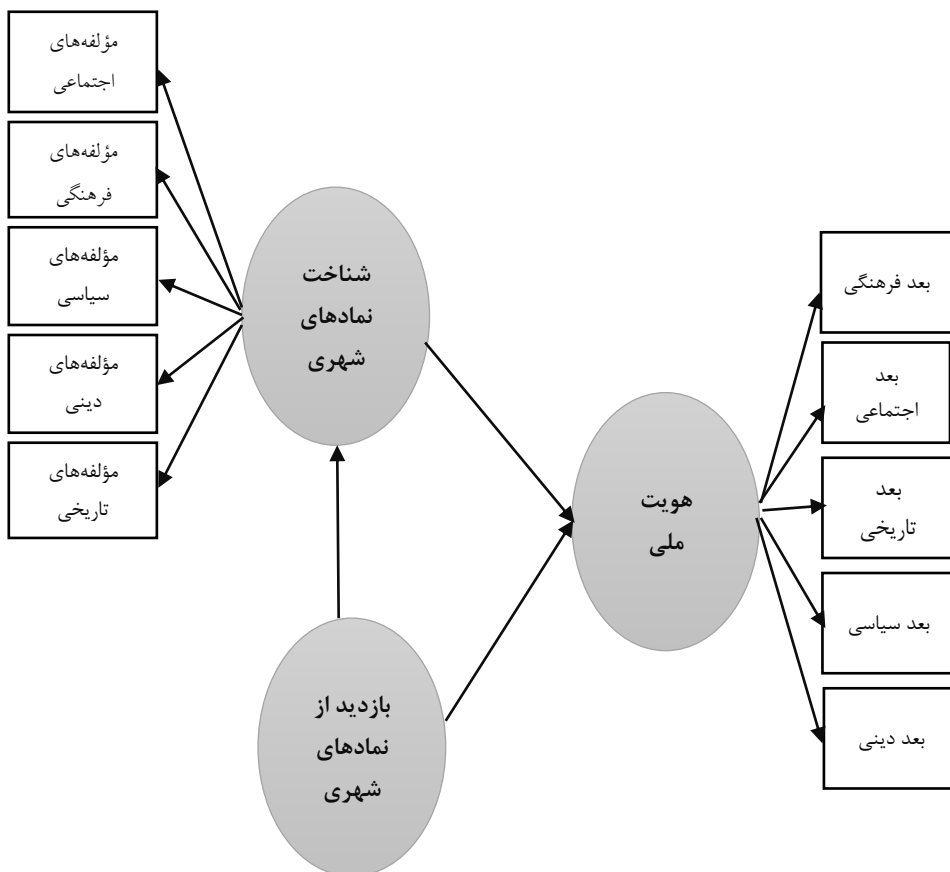 مؤلفه‌های
اجتماعی
مؤلفه‌های
فرهنگی
مؤلفه‌های
سیاسی
مؤلفه‌های
دینی
مؤلفه‌های
تاریخی
شناخت
نمادهای
شهری
بازدید از
نمادهای
شهری
هویت
ملی
بعد فرهنگی
بعد
اجتماعی
بعد
تاریخی
بعد سیاسی
بعد دینی